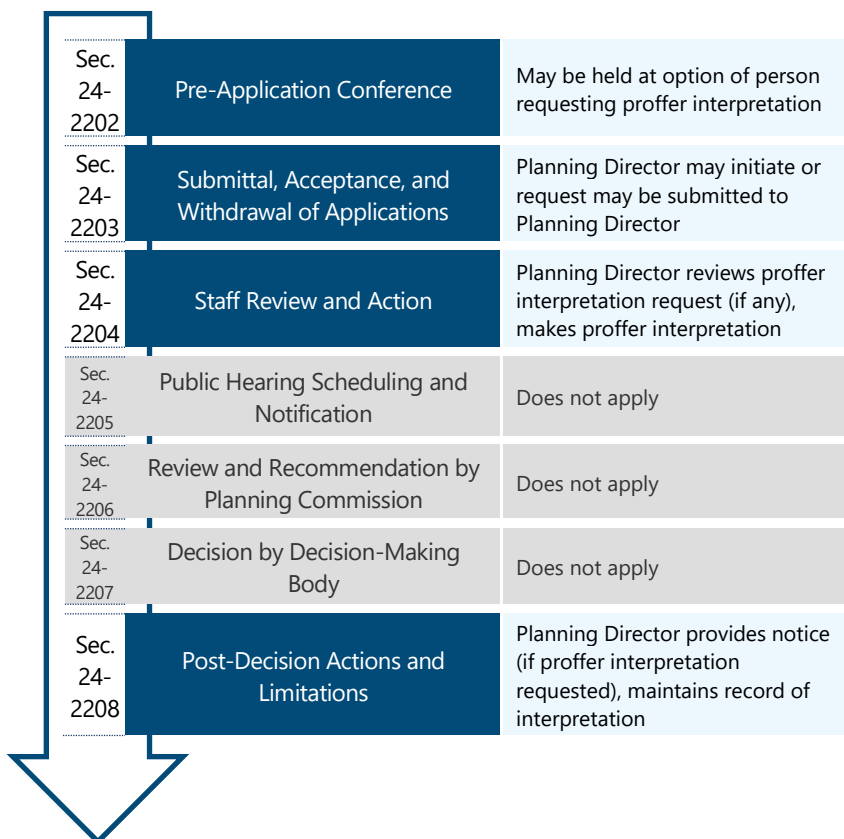 Sec.
24-
2202
Pre-Application Conference
May be held at option of person
requesting proffer interpretation
Sec.
24-
2203
Submittal, Acceptance, and
Withdrawal of Applications
Planning Director may initiate or
request may be submitted to
Planning Director
Sec.
24-
2204
Staff Review and Action
Planning Director reviews proffer
interpretation request (if any),
makes proffer interpretation
Sec.
24-
2205
Public Hearing Scheduling and
Notification
Does not apply
Sec.
24-
2206
Review and Recommendation by
Planning Commission
Does not apply
Sec.
24-
2207
Decision by Decision-Making
Body
Does not apply
Sec.
24-
2208
Post-Decision Actions and
Limitations
Planning Director provides notice
(if proffer interpretation
requested), maintains record of
interpretation